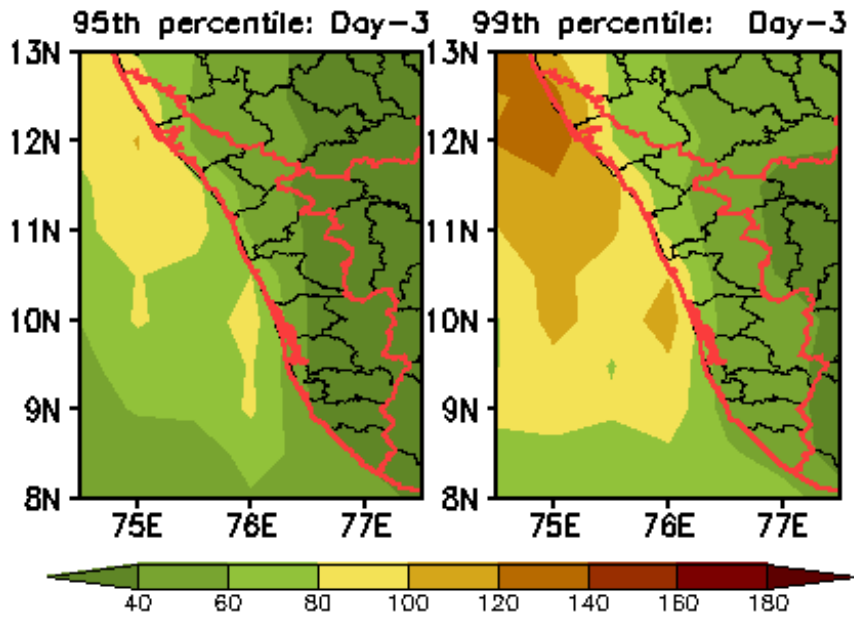 95th percentile: Day-3
99th percentile: Day-3
13N
12N
11N
10N
9N
8N
75E 76E 77E
13N
12N
11N
10N
9N
8N
75E 76E 77E
40 60 80 100 120 140 160 180